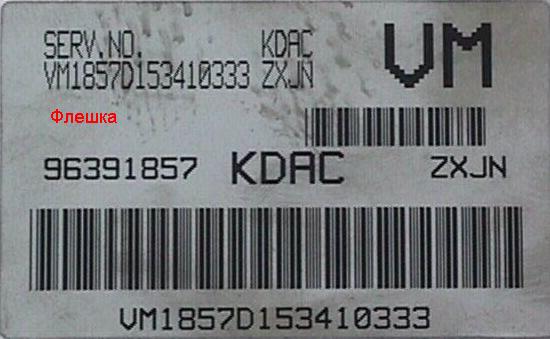 SERV.NO. KDAC VM
VM1857D153410333 ZXJN
Флешка
96391857 KDAC ZXJN
VM1857D153410333